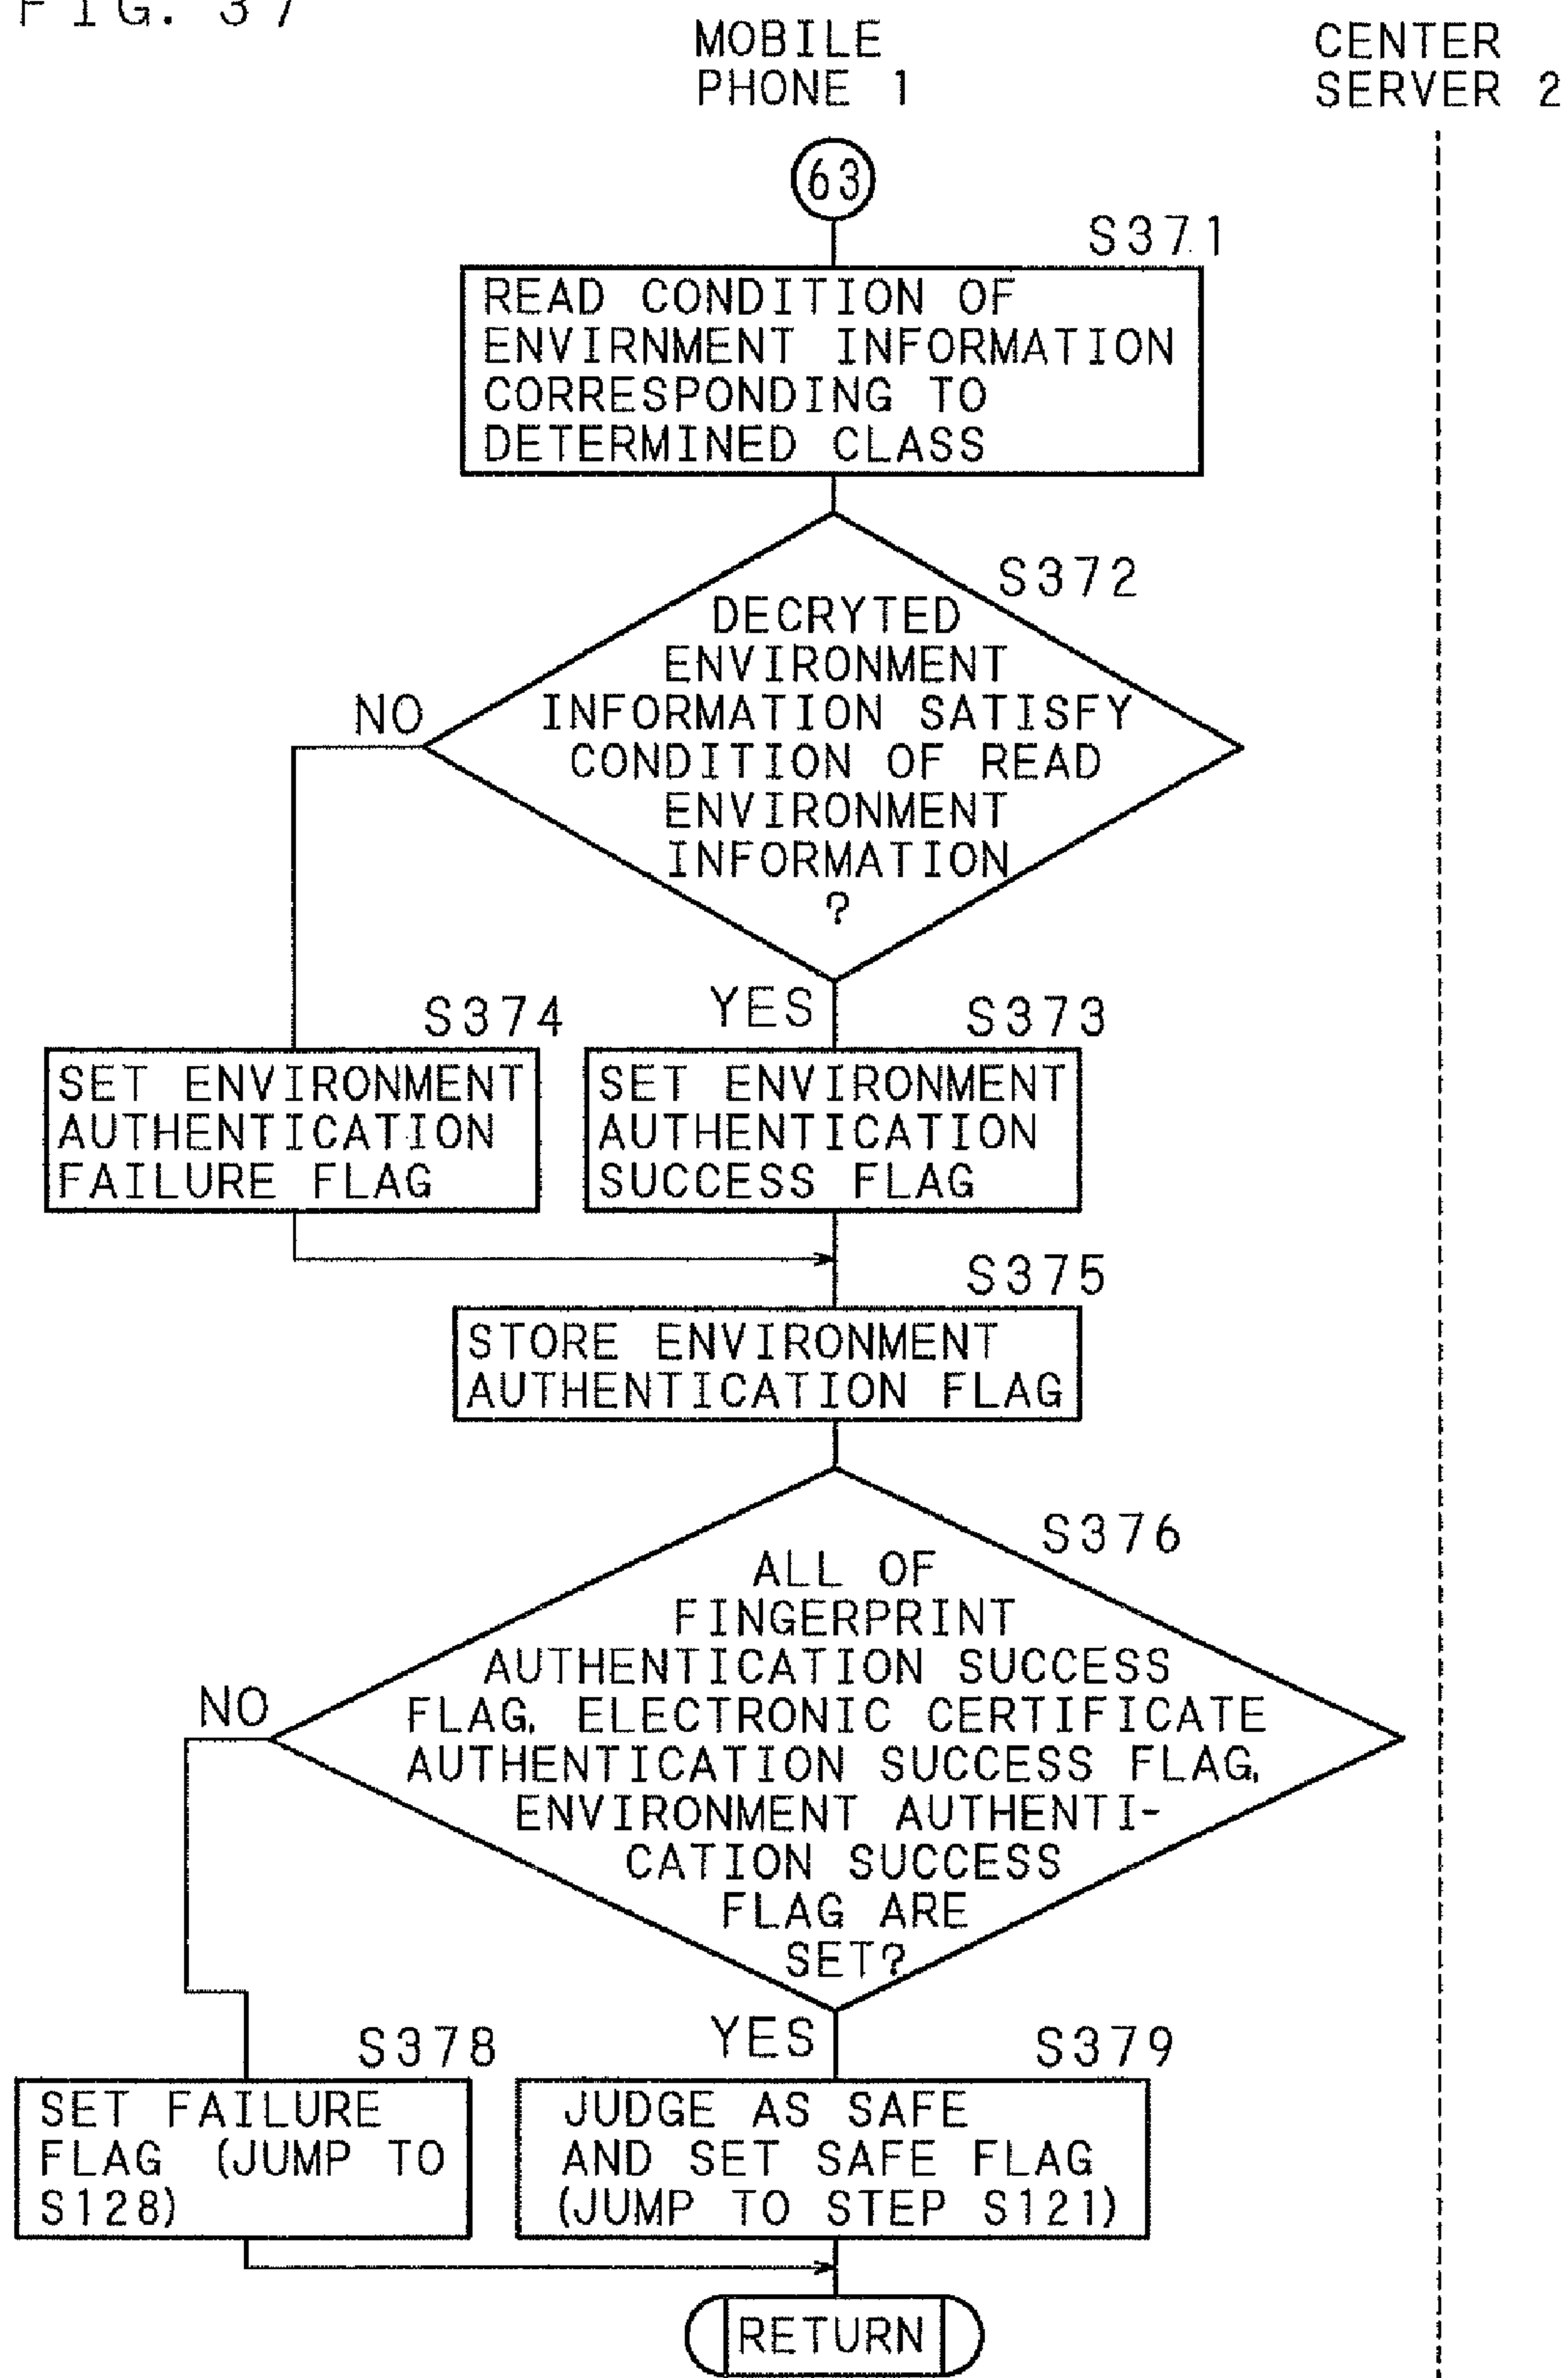 FIG. 37
MOBILE
PHONE 1
CENTER
SERVER 2
63
S371
READ CONDITION OF
ENVIRNMENT INFORMATION
CORRESPONDING TO
DETERMINED CLASS
S372
DECRYTED
ENVIRONMENT
INFORMATION SATISFY
CONDITION OF READ
ENVIRONMENT
INFORMATION
?
NO
YES
S374
SET ENVIRONMENT
AUTHENTICATION
FAILURE FLAG
S373
SET ENVIRONMENT
AUTHENTICATION
SUCCESS FLAG
S375
STORE ENVIRONMENT
AUTHENTICATION FLAG
S376
ALL OF
FINGERPRINT
AUTHENTICATION SUCCESS
FLAG, ELECTRONIC CERTIFICATE
AUTHENTICATION SUCCESS FLAG,
ENVIRONMENT AUTHENTI-
CATION SUCCESS
FLAG ARE
SET?
NO
YES
S378
SET FAILURE
FLAG (JUMP TO
S128)
S379
JUDGE AS SAFE
AND SET SAFE FLAG
(JUMP TO STEP S121)
RETURN